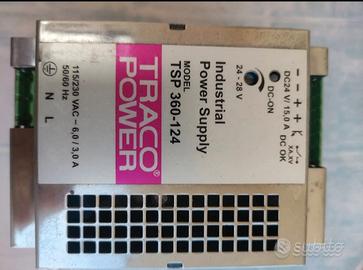 TRACO
POWER
Industrial
Power Supply
MODEL
TSP 360-124
24 - 28 V
DC-ON
DC24 V/ 15,0 A
DC OK
– – + +
115/230 VAC – 6,0 / 3,0 A
50/60 Hz
N L
subito